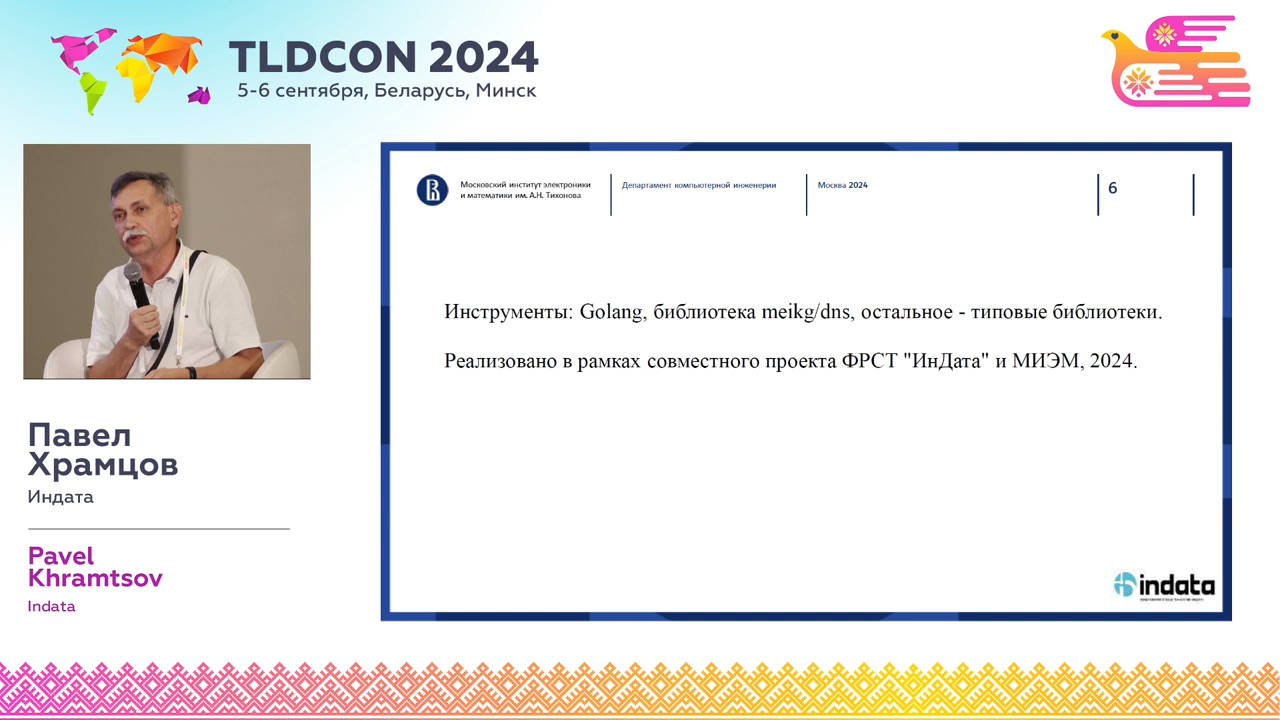 TLDCON 2024
5-6 сентября, Беларусь, Минск
Московский институт электроники
и математики им. А.Н. Тихонова
Департамент компьютерной инженерии
Москва 2024
6
Инструменты: Golang, библиотека meikg/dns, остальное - типовые библиотеки.
Реализовано в рамках совместного проекта ФРСТ "ИнДата" и МИЭМ, 2024.
indata
Павел
Храмцов
Индата
Pavel
Khramtsov
Indata